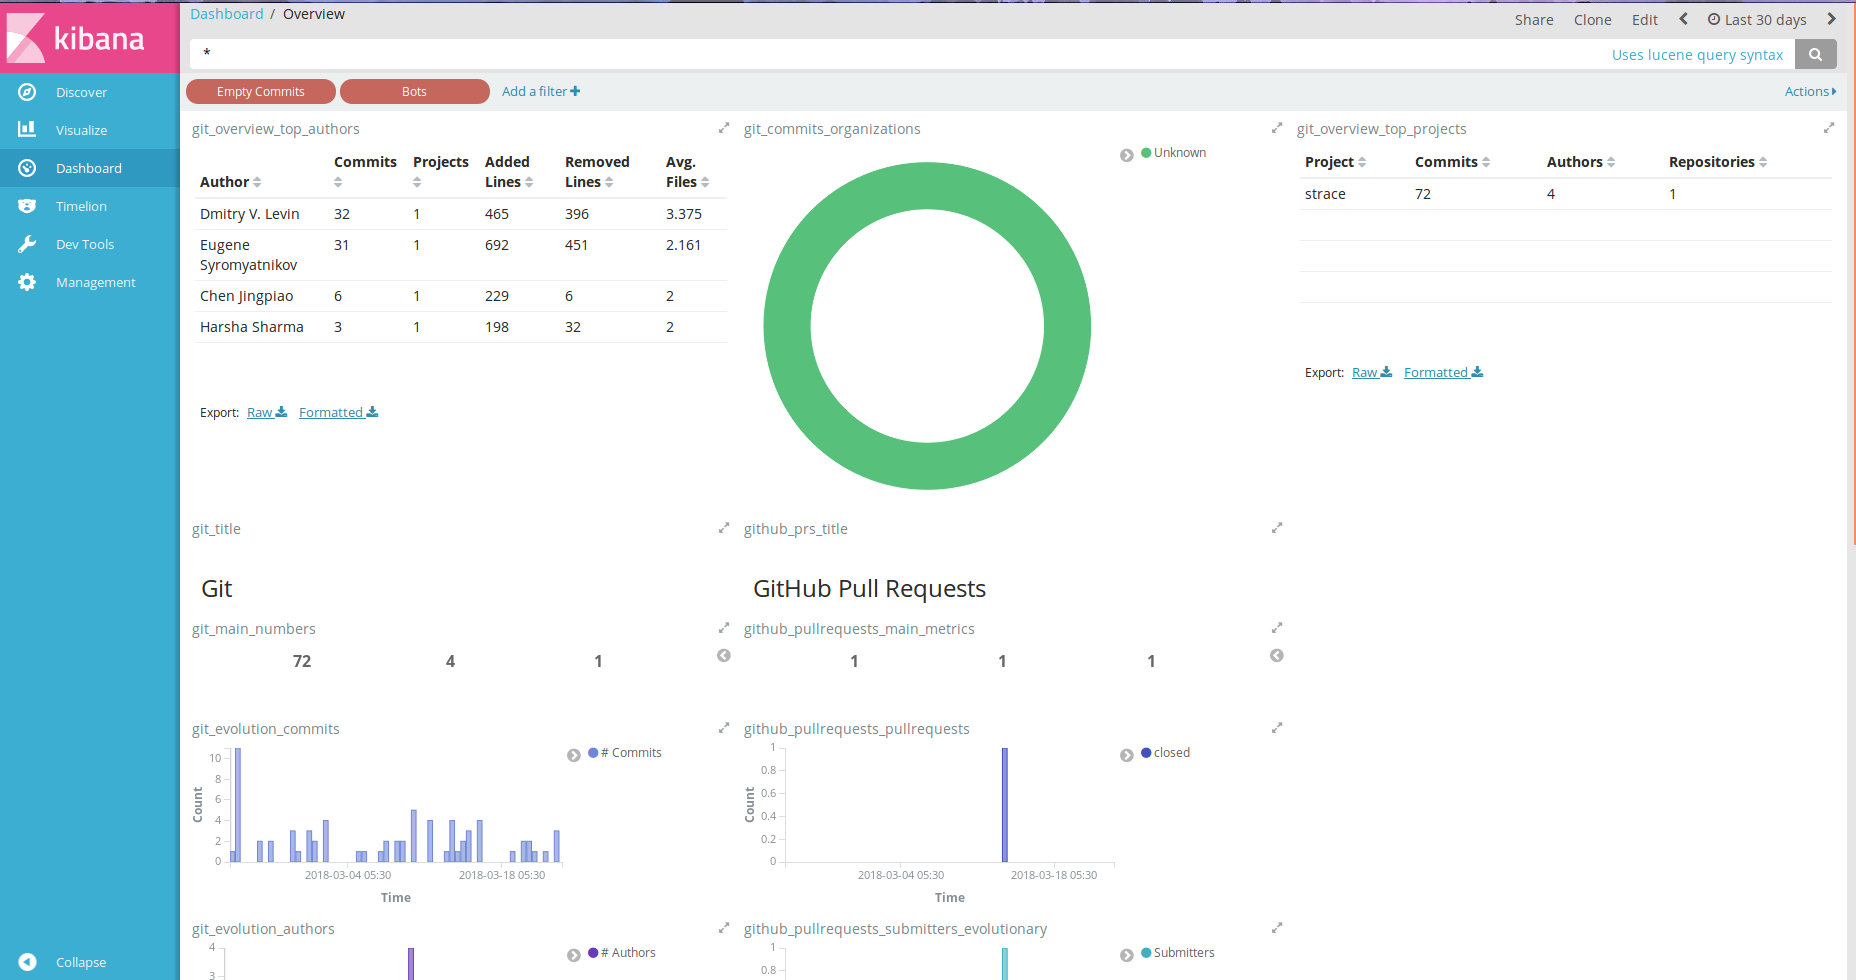 kibana
Discover
Visualize
Dashboard
Timelion
Dev Tools
Management
Collapse
Dashboard / Overview
Share Clone Edit Last 30 days
*
Uses lucene query syntax
Empty Commits Bots Add a filter
Actions
git_overview_top_authors
Author Commits Projects Added Lines Removed Lines Avg. Files
Dmitry V. Levin 32 1 465 396 3.375
Eugene Syromyatnikov 31 1 692 451 2.161
Chen Jingpiao 6 1 229 6 2
Harsha Sharma 3 1 198 32 2
Export: Raw Formatted
git_commits_organizations
Unknown
git_overview_top_projects
Project Commits Authors Repositories
strace 72 4 1
Export: Raw Formatted
git_title
Git
github_prs_title
GitHub Pull Requests
git_main_numbers
72 4 1
github_pullrequests_main_metrics
1 1 1
git_evolution_commits
# Commits
Count
10
8
6
4
2
0
2018-03-04 05:30 2018-03-18 05:30
Time
github_pullrequests_pullrequests
closed
Count
1
0.8
0.6
0.4
0.2
0
2018-03-04 05:30 2018-03-18 05:30
Time
git_evolution_authors
# Authors
4
3
github_pullrequests_submitters_evolutionary
Submitters
1
0.8